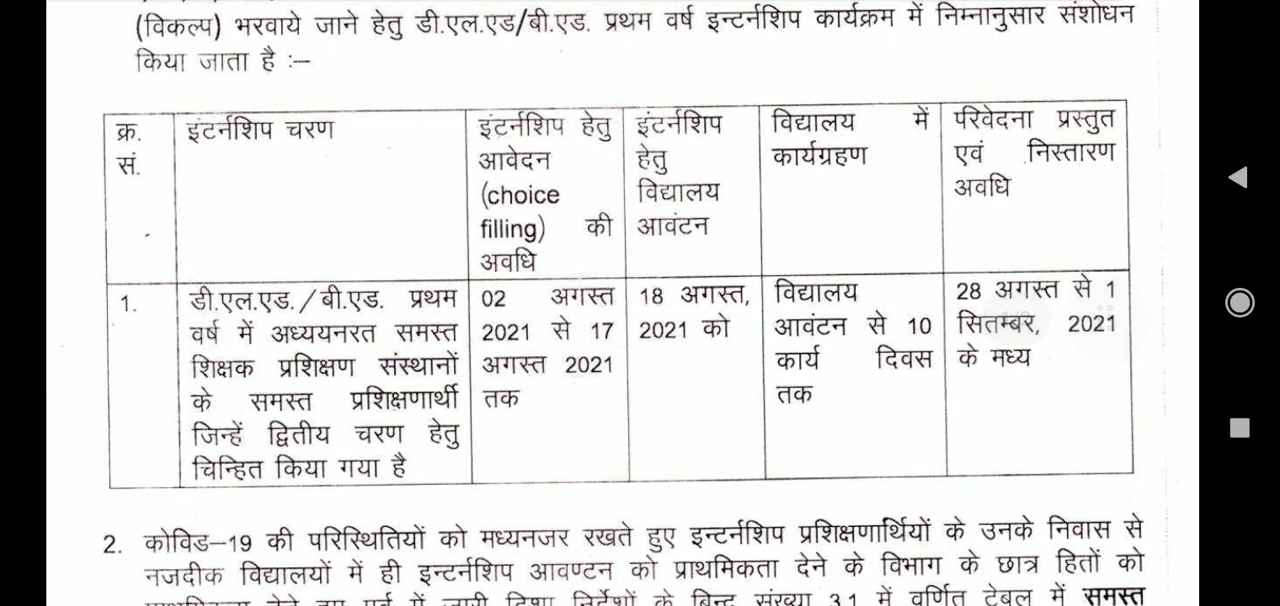 (विकल्प) भरवाये जाने हेतु डी.एल.एड/बी.एड. प्रथम वर्ष इन्टर्नशिप कार्यक्रम में निम्नानुसार संशोधन
किया जाता है :–
क्र.
सं.
इंटर्नशिप चरण
इंटर्नशिप हेतु
आवेदन
(choice
filling) की
अवधि
इंटर्नशिप
हेतु
विद्यालय
आवंटन
विद्यालय में
कार्यग्रहण
परिवेदना प्रस्तुत
एवं निस्तारण
अवधि
1.
डी.एल.एड./बी.एड. प्रथम
वर्ष में अध्ययनरत समस्त
शिक्षक प्रशिक्षण संस्थानों
के समस्त प्रशिक्षणार्थी
जिन्हें द्वितीय चरण हेतु
चिन्हित किया गया है
02 अगस्त
2021 से 17
अगस्त 2021
तक
18 अगस्त,
2021 को
विद्यालय
आवंटन से 10
कार्य दिवस
तक
28 अगस्त से 1
सितम्बर, 2021
के मध्य
2. कोविड–19 की परिस्थितियों को मध्यनजर रखते हुए इन्टर्नशिप प्रशिक्षणार्थियों के उनके निवास से
नजदीक विद्यालयों में ही इन्टर्नशिप आवण्टन को प्राथमिकता देने के विभाग के छात्र हितों को
में जारी दिशा निर्देशों के बिन्दु संख्या 3.1 में वर्णित टेबल में समस्त